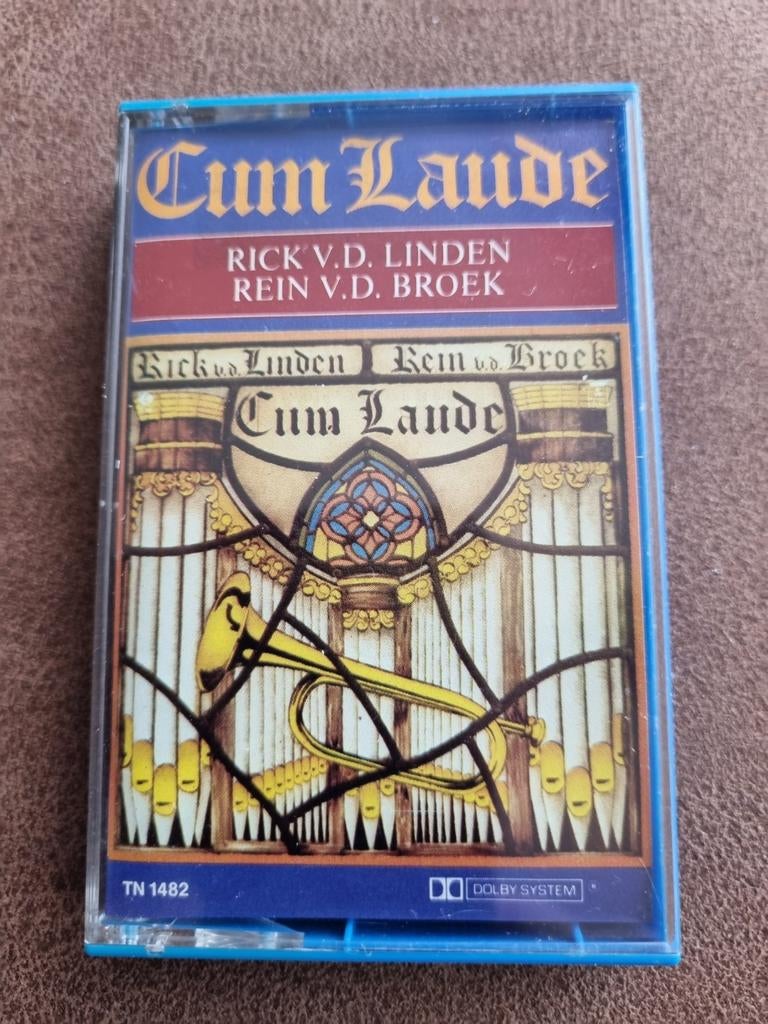 Cum Laude
RICK V.D. LINDEN
REIN V.D. BROEK
Rick v.d. Linden Rein v.d. Broek
Cum Laude
TN 1482 DOLBY SYSTEM